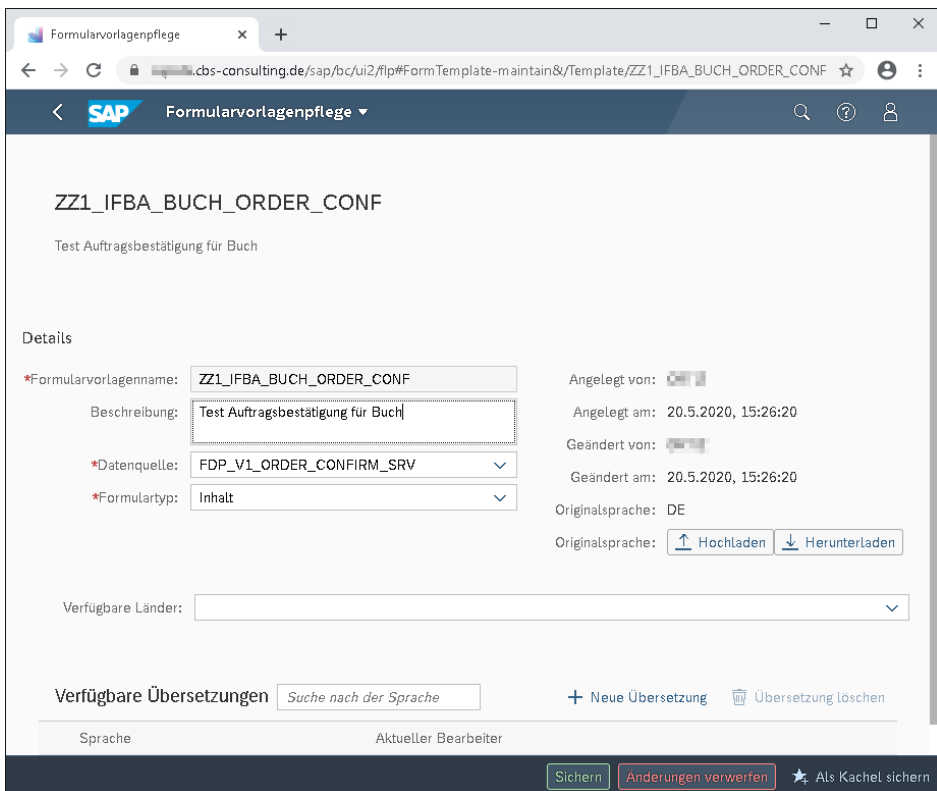 Formularvorlagenpflege
.cbs-consulting.de/sap/bc/ui2/flp#FormTemplate-maintain&/Template/ZZ1_IFBA_BUCH_ORDER_CONF
SAP Formularvorlagenpflege
ZZ1_IFBA_BUCH_ORDER_CONF
Test Auftragsbestätigung für Buch
Details
*Formularvorlagenname: ZZ1_IFBA_BUCH_ORDER_CONF
Angelegt von:
Beschreibung: Test Auftragsbestätigung für Buch
Angelegt am: 20.5.2020, 15:26:20
Geändert von:
*Datenquelle: FDP_V1_ORDER_CONFIRM_SRV
Geändert am: 20.5.2020, 15:26:20
*Formulartyp: Inhalt
Originalsprache: DE
Originalsprache: Hochladen Herunterladen
Verfügbare Länder:
Verfügbare Übersetzungen Suche nach der Sprache + Neue Übersetzung Übersetzung löschen
Sprache Aktueller Bearbeiter
Sichern Änderungen verwerfen Als Kachel sichern